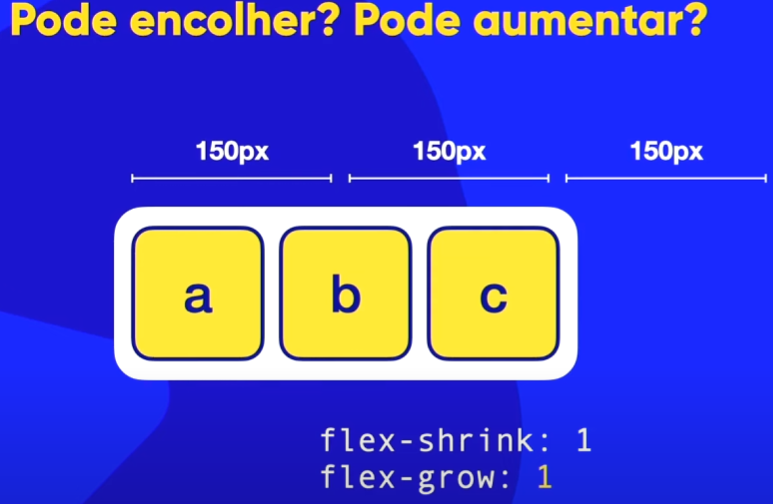 Pode encolher? Pode aumentar?
150px 150px 150px
a b c
flex-shrink: 1
flex-grow: 1